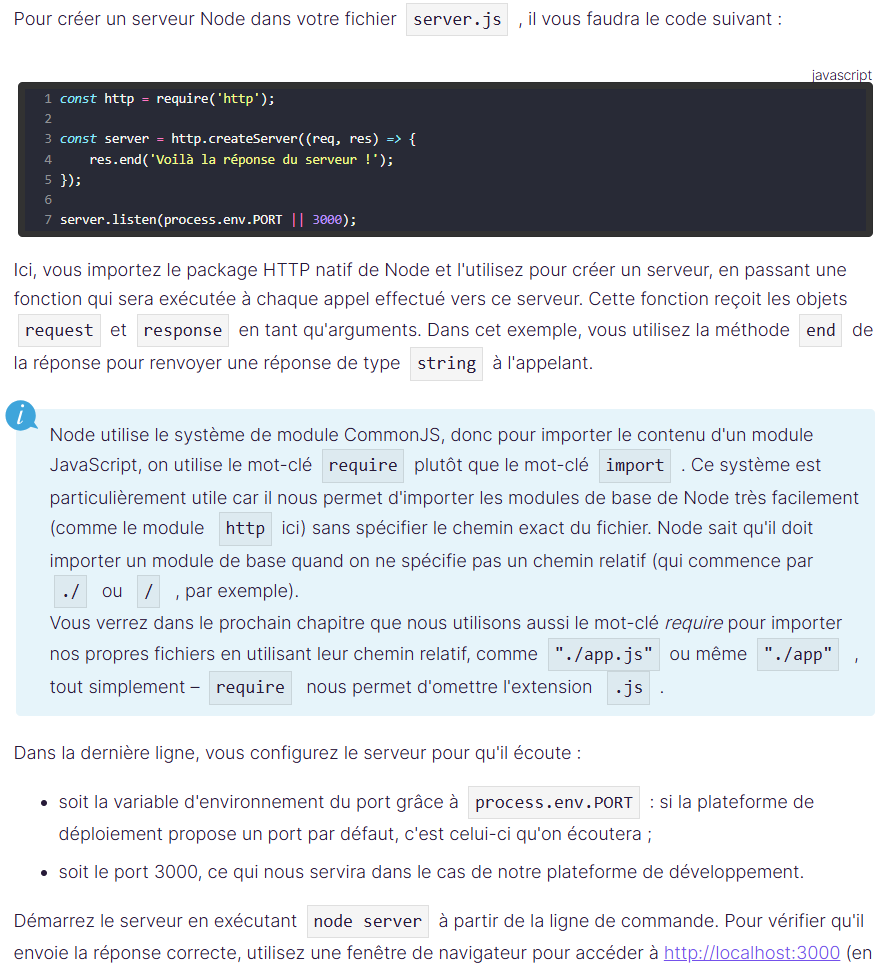 Pour créer un serveur Node dans votre fichier server.js , il vous faudra le code suivant :
javascript
1 const http = require('http');
2
3 const server = http.createServer((req, res) => {
4     res.end('Voilà la réponse du serveur !');
5 });
6
7 server.listen(process.env.PORT || 3000);
Ici, vous importez le package HTTP natif de Node et l'utilisez pour créer un serveur, en passant une
fonction qui sera exécutée à chaque appel effectué vers ce serveur. Cette fonction reçoit les objets
request et response en tant qu'arguments. Dans cet exemple, vous utilisez la méthode end de
la réponse pour renvoyer une réponse de type string à l'appelant.
i
Node utilise le système de module CommonJS, donc pour importer le contenu d'un module
JavaScript, on utilise le mot-clé require plutôt que le mot-clé import . Ce système est
particulièrement utile car il nous permet d'importer les modules de base de Node très facilement
(comme le module http ici) sans spécifier le chemin exact du fichier. Node sait qu'il doit
importer un module de base quand on ne spécifie pas un chemin relatif (qui commence par
./ ou / , par exemple).
Vous verrez dans le prochain chapitre que nous utilisons aussi le mot-clé require pour importer
nos propres fichiers en utilisant leur chemin relatif, comme "./app.js" ou même "./app" ,
tout simplement – require nous permet d'omettre l'extension .js .
Dans la dernière ligne, vous configurez le serveur pour qu'il écoute :
• soit la variable d'environnement du port grâce à process.env.PORT : si la plateforme de
déploiement propose un port par défaut, c'est celui-ci qu'on écoutera ;
• soit le port 3000, ce qui nous servira dans le cas de notre plateforme de développement.
Démarrez le serveur en exécutant node server à partir de la ligne de commande. Pour vérifier qu'il
envoie la réponse correcte, utilisez une fenêtre de navigateur pour accéder à http://localhost:3000 (en